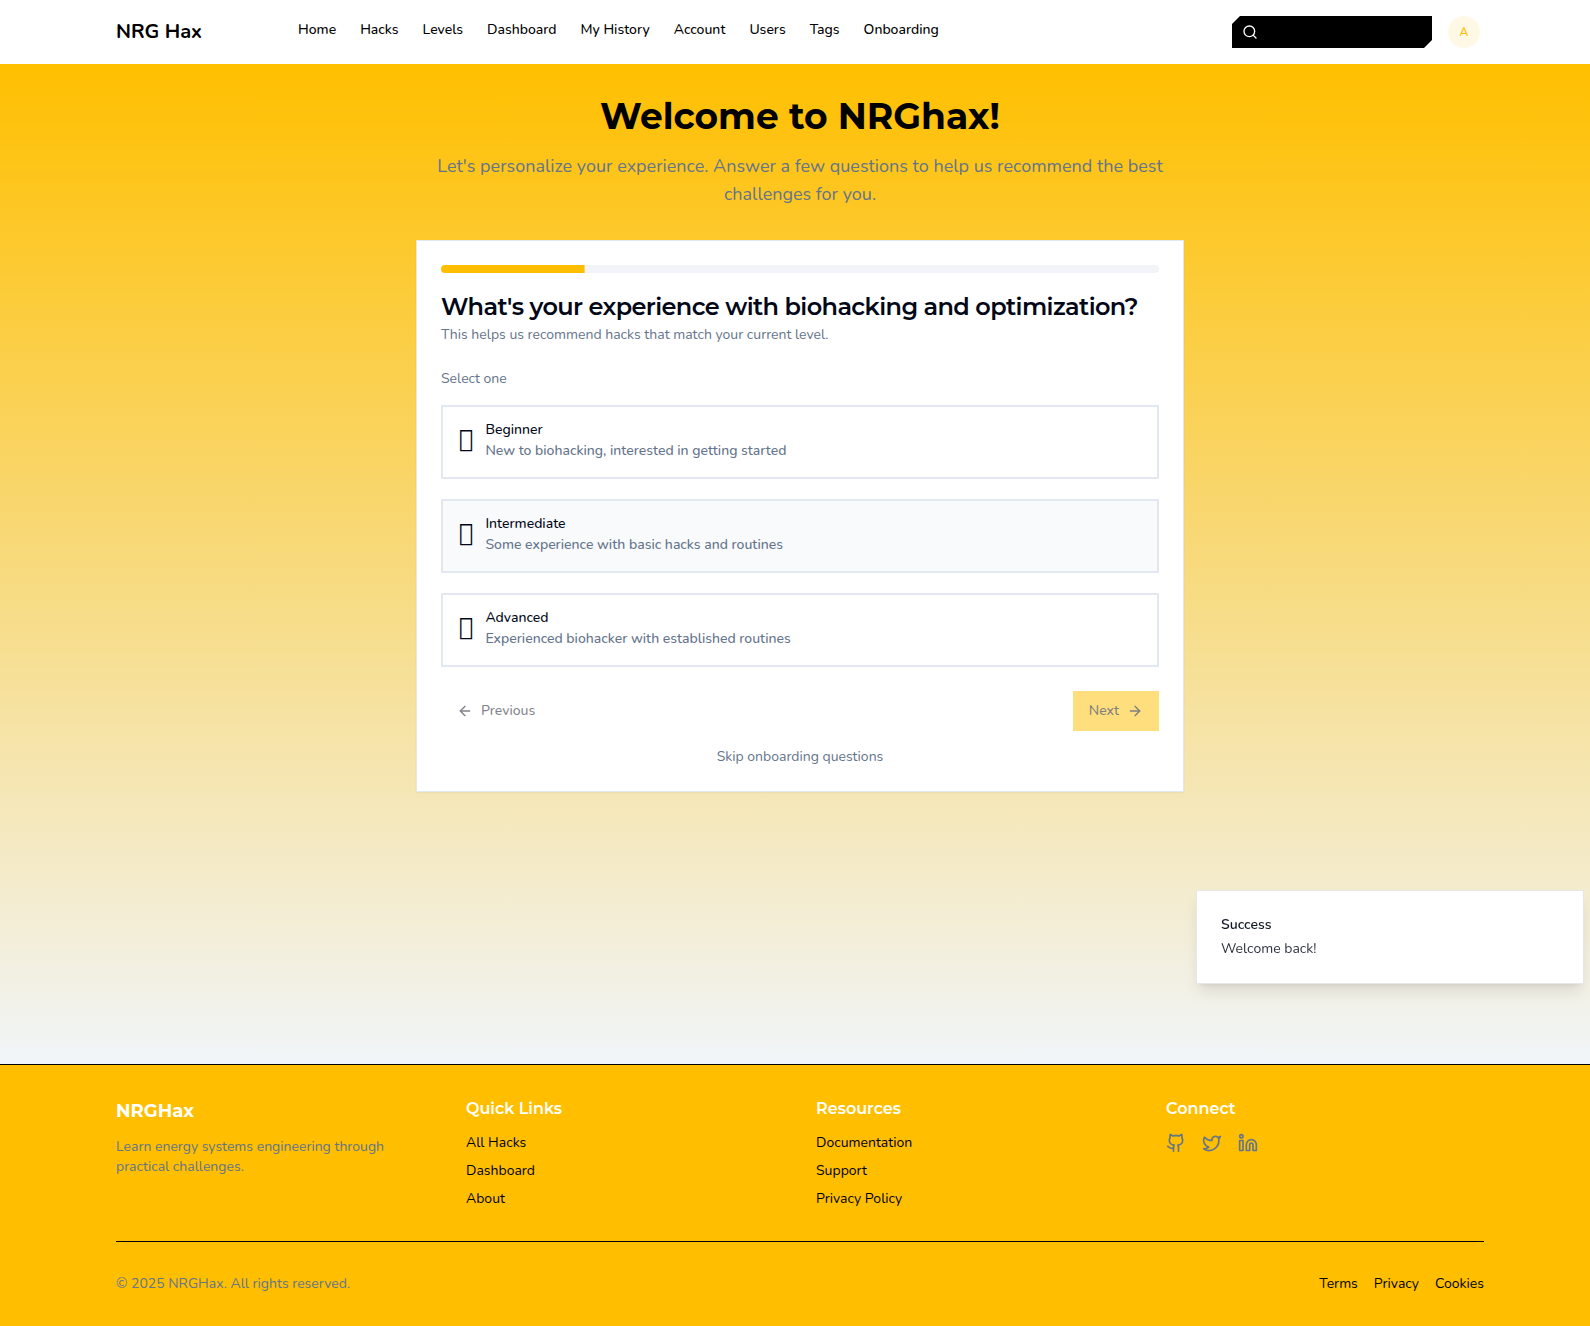 NRG Hax
Home Hacks Levels Dashboard My History Account Users Tags Onboarding
A
Welcome to NRGhax!
Let's personalize your experience. Answer a few questions to help us recommend the best
challenges for you.
What's your experience with biohacking and optimization?
This helps us recommend hacks that match your current level.
Select one
Beginner
New to biohacking, interested in getting started
Intermediate
Some experience with basic hacks and routines
Advanced
Experienced biohacker with established routines
Previous
Next
Skip onboarding questions
Success
Welcome back!
NRGHax
Learn energy systems engineering through
practical challenges.
Quick Links
All Hacks
Dashboard
About
Resources
Documentation
Support
Privacy Policy
Connect
© 2025 NRGHax. All rights reserved.
Terms Privacy Cookies